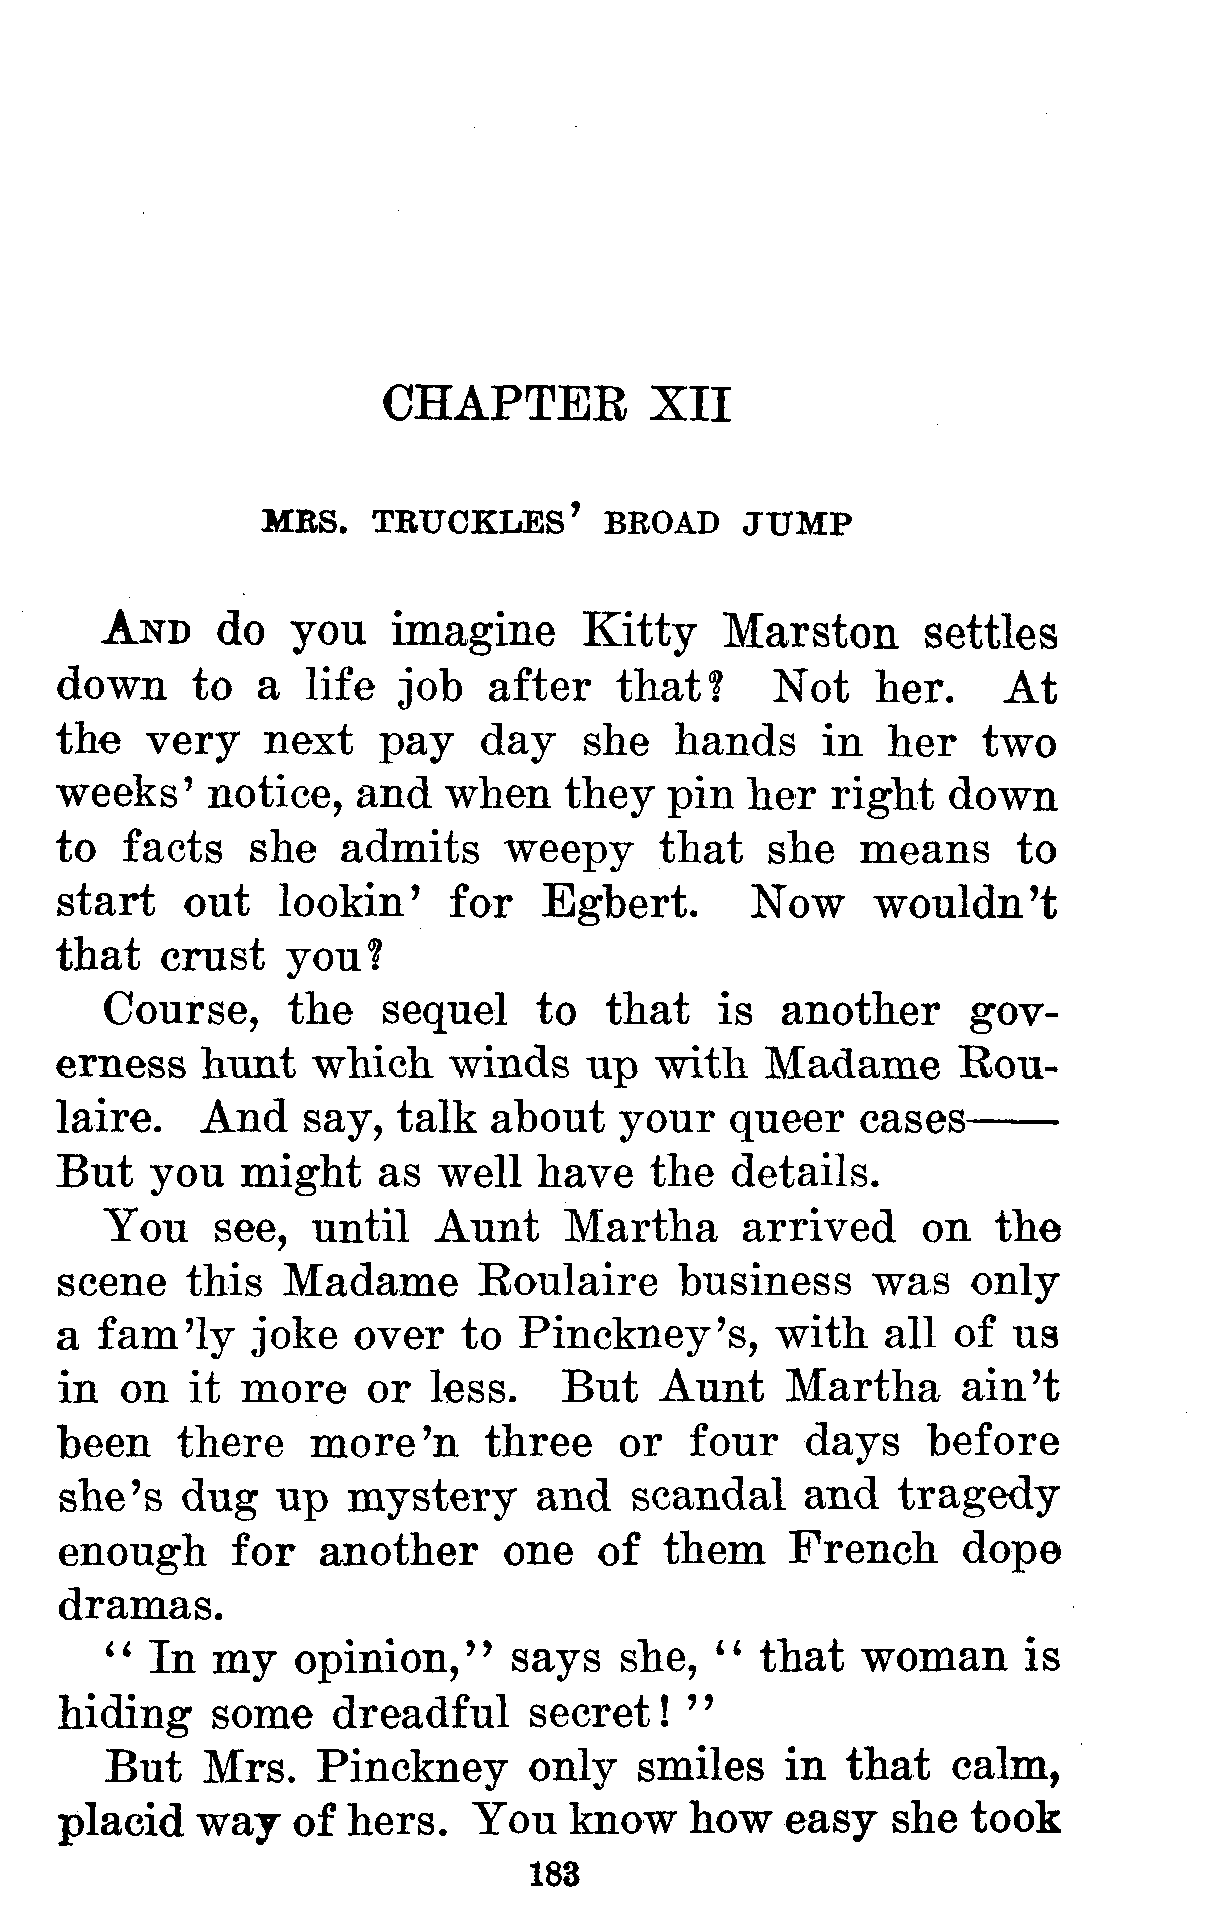 CHAPTER XII
MRS. TRUCKLES' BROAD JUMP
AND do you imagine Kitty Marston settles
down to a life job after that? Not her. At
the very next pay day she hands in her two
weeks' notice, and when they pin her right down
to facts she admits weepy that she means to
start out lookin' for Egbert. Now wouldn't
that crust you?
Course, the sequel to that is another gov-
erness hunt which winds up with Madame Rou-
laire. And say, talk about your queer cases——
But you might as well have the details.
You see, until Aunt Martha arrived on the
scene this Madame Roulaire business was only
a fam'ly joke over to Pinckney's, with all of us
in on it more or less. But Aunt Martha ain't
been there more'n three or four days before
she's dug up mystery and scandal and tragedy
enough for another one of them French dope
dramas.
“ In my opinion,” says she, “ that woman is
hiding some dreadful secret! ”
But Mrs. Pinckney only smiles in that calm,
placid way of hers. You know how easy she took
183